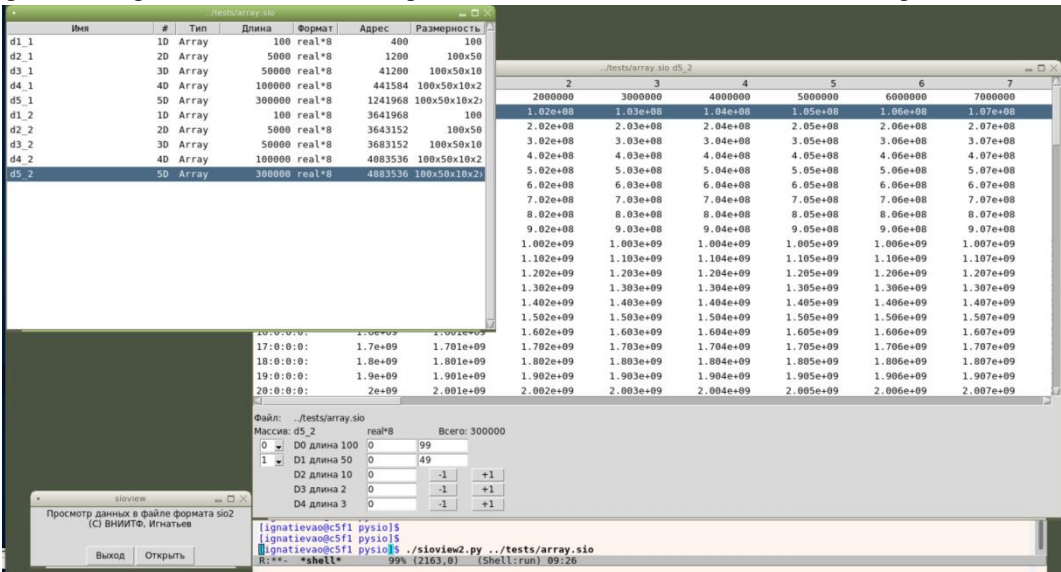 ../tests/array.sio
Имя # Тип Длина Формат Адрес Размерность
d1_1 1D Array 100 real*8 400 100
d2_1 2D Array 5000 real*8 1200 100x50
d3_1 3D Array 50000 real*8 41200 100x50x10
d4_1 4D Array 100000 real*8 441584 100x50x10x2
d5_1 5D Array 300000 real*8 1241968 100x50x10x2x
d1_2 1D Array 100 real*8 3641968 100
d2_2 2D Array 5000 real*8 3643152 100x50
d3_2 3D Array 50000 real*8 3683152 100x50x10
d4_2 4D Array 100000 real*8 4083536 100x50x10x2
d5_2 5D Array 300000 real*8 4883536 100x50x10x2x
../tests/array.sio d5_2
2 3 4 5 6 7
2000000 3000000 4000000 5000000 6000000 7000000
1.02e+08 1.03e+08 1.04e+08 1.05e+08 1.06e+08 1.07e+08
2.02e+08 2.03e+08 2.04e+08 2.05e+08 2.06e+08 2.07e+08
3.02e+08 3.03e+08 3.04e+08 3.05e+08 3.06e+08 3.07e+08
4.02e+08 4.03e+08 4.04e+08 4.05e+08 4.06e+08 4.07e+08
5.02e+08 5.03e+08 5.04e+08 5.05e+08 5.06e+08 5.07e+08
6.02e+08 6.03e+08 6.04e+08 6.05e+08 6.06e+08 6.07e+08
7.02e+08 7.03e+08 7.04e+08 7.05e+08 7.06e+08 7.07e+08
8.02e+08 8.03e+08 8.04e+08 8.05e+08 8.06e+08 8.07e+08
9.02e+08 9.03e+08 9.04e+08 9.05e+08 9.06e+08 9.07e+08
1.002e+09 1.003e+09 1.004e+09 1.005e+09 1.006e+09 1.007e+09
1.102e+09 1.103e+09 1.104e+09 1.105e+09 1.106e+09 1.107e+09
1.202e+09 1.203e+09 1.204e+09 1.205e+09 1.206e+09 1.207e+09
1.302e+09 1.303e+09 1.304e+09 1.305e+09 1.306e+09 1.307e+09
1.402e+09 1.403e+09 1.404e+09 1.405e+09 1.406e+09 1.407e+09
1.502e+09 1.503e+09 1.504e+09 1.505e+09 1.506e+09 1.507e+09
16:0:0:0: 1.6e+09 1.601e+09 1.602e+09 1.603e+09 1.604e+09 1.605e+09 1.606e+09 1.607e+09
17:0:0:0: 1.7e+09 1.701e+09 1.702e+09 1.703e+09 1.704e+09 1.705e+09 1.706e+09 1.707e+09
18:0:0:0: 1.8e+09 1.801e+09 1.802e+09 1.803e+09 1.804e+09 1.805e+09 1.806e+09 1.807e+09
19:0:0:0: 1.9e+09 1.901e+09 1.902e+09 1.903e+09 1.904e+09 1.905e+09 1.906e+09 1.907e+09
20:0:0:0: 2e+09 2.001e+09 2.002e+09 2.003e+09 2.004e+09 2.005e+09 2.006e+09 2.007e+09
Файл: ../tests/array.sio
Массив: d5_2 real*8 Всего: 300000
0 D0 длина 100 0 99
1 D1 длина 50 0 49
D2 длина 10 0 -1 +1
D3 длина 2 0 -1 +1
D4 длина 3 0 -1 +1
sioview
Просмотр данных в файле формата sio2
(C) ВНИИТФ, Игнатьев
Выход Открыть
[ignatievao@c5f1 pysio]$
[ignatievao@c5f1 pysio]$ ./sioview2.py ../tests/array.sio
R:**- *shell* 99% (2163,0) (Shell:run) 09:26